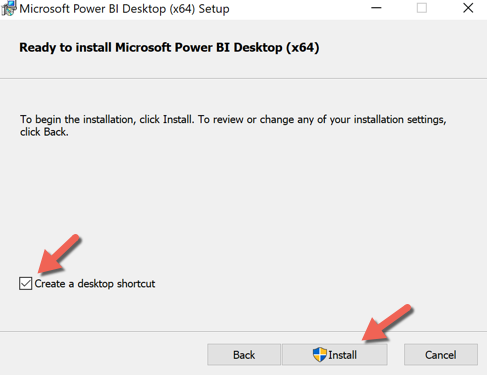 Microsoft Power BI Desktop (x64) Setup
Ready to install Microsoft Power BI Desktop (x64)
To begin the installation, click Install. To review or change any of your installation settings,
click Back.
Create a desktop shortcut
Back
Install
Cancel